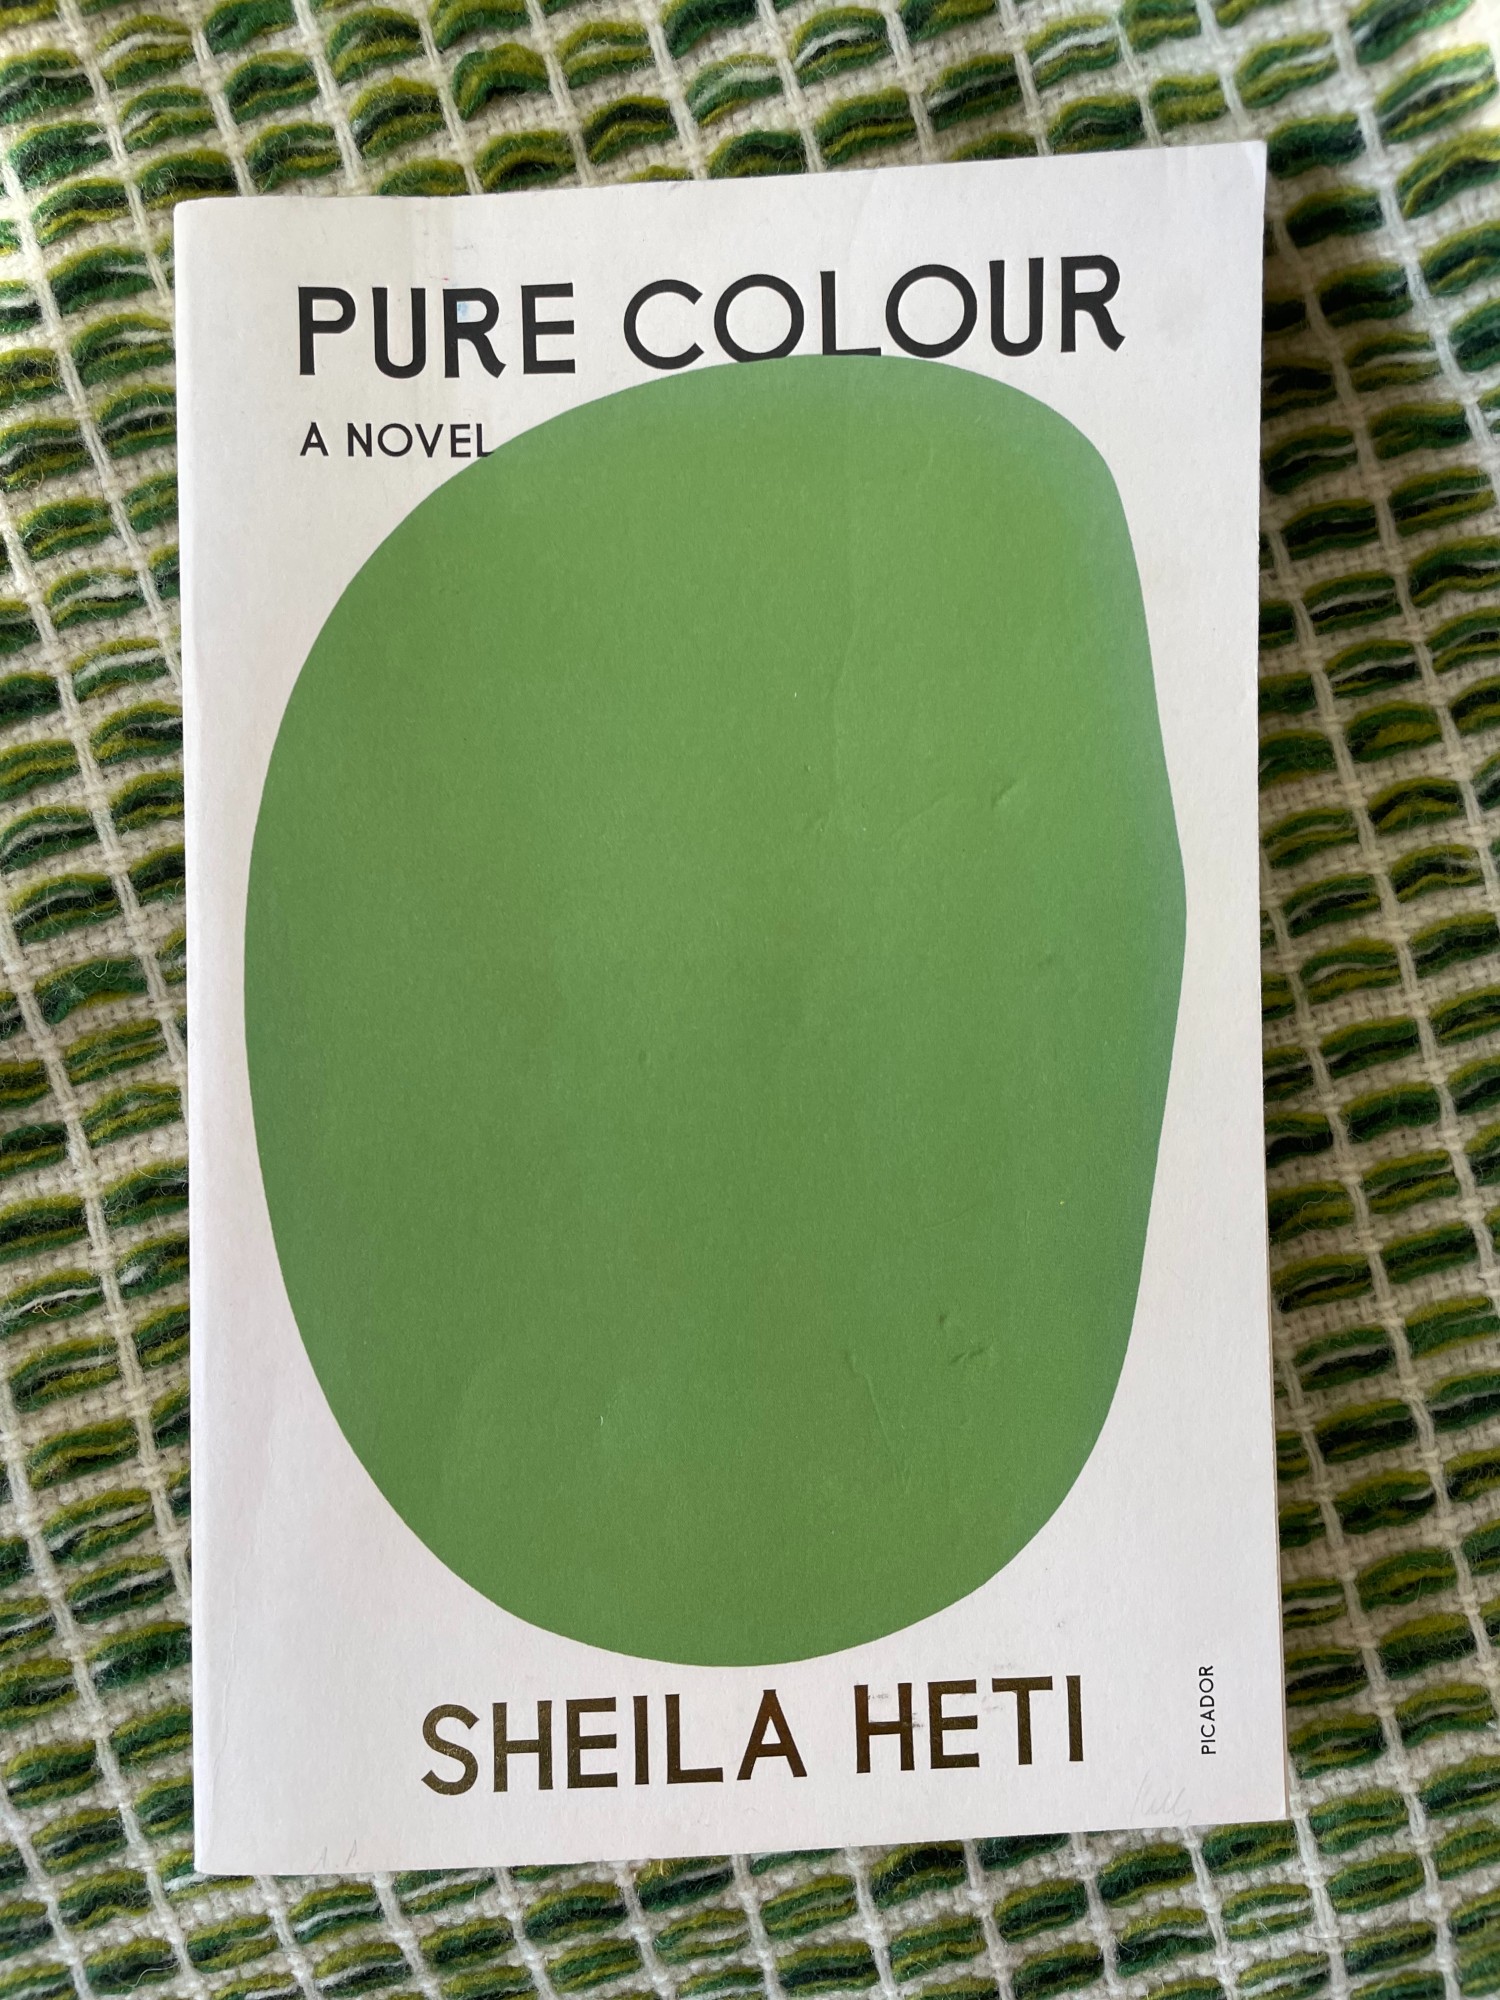 PURE COLOUR
A NOVEL
SHEILA HETI
PICADOR